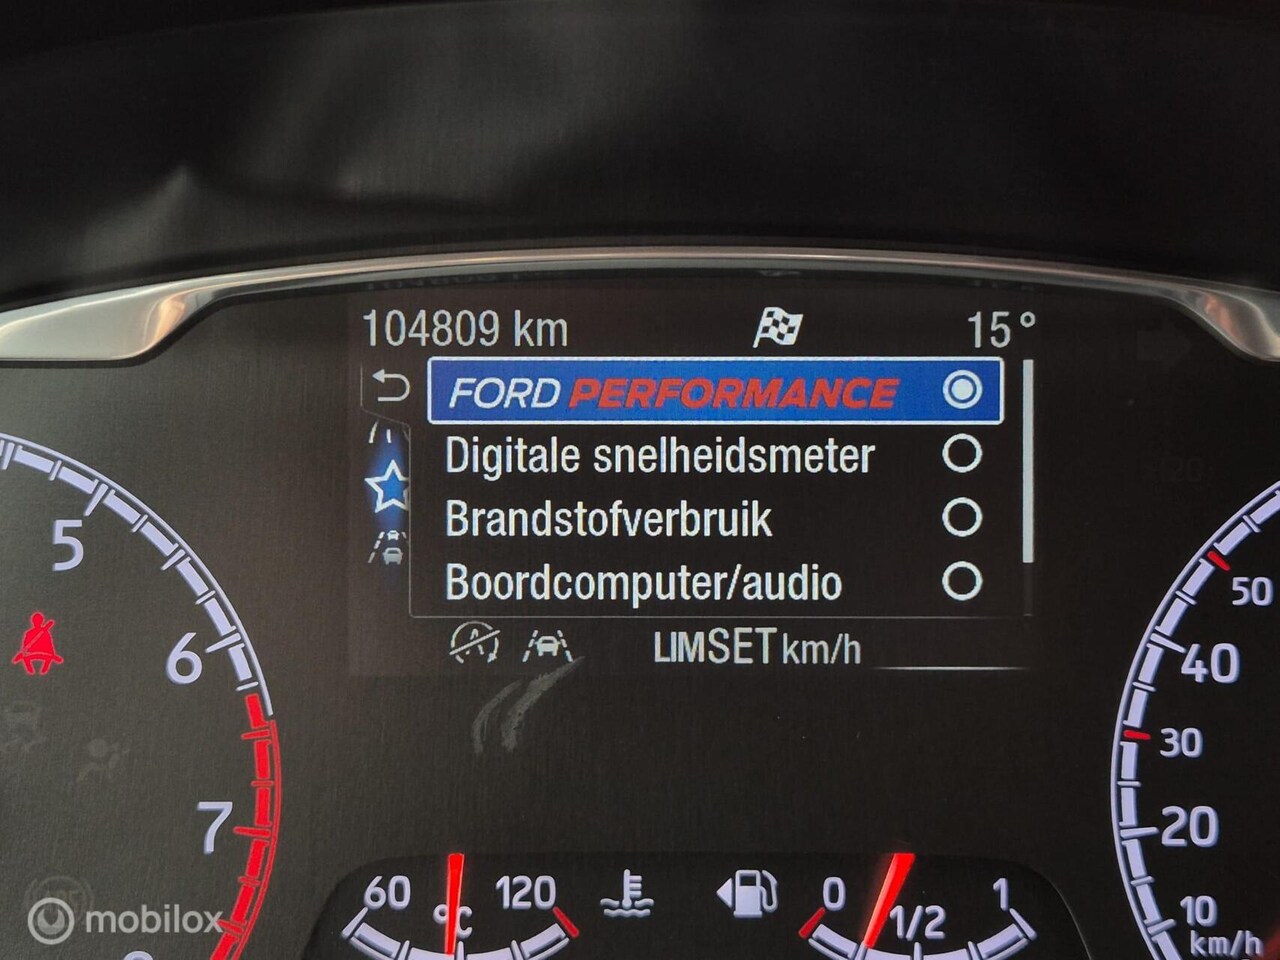 104809 km 15°
FORD PERFORMANCE
Digitale snelheidsmeter
Brandstofverbruik
Boordcomputer/audio
LIMSET km/h
5
6
7
50
40
30
20
10
km/h
60 120
°C
0 1/2 1
mobilox